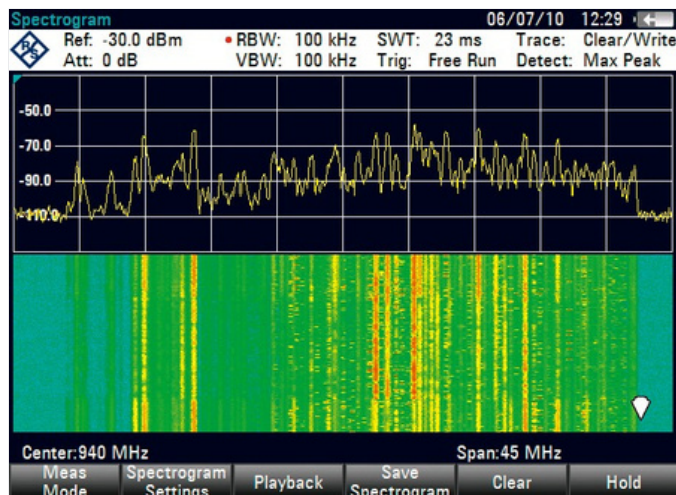 Spectrogram 06/07/10 12:29
R S Ref: -30.0 dBm • RBW: 100 kHz SWT: 23 ms Trace: Clear/Write
Att: 0 dB VBW: 100 kHz Trig: Free Run Detect: Max Peak
-50.0
-70.0
-90.0
-110.0
Center:940 MHz Span:45 MHz
Meas Mode Spectrogram Settings Playback Save Spectrogram Clear Hold